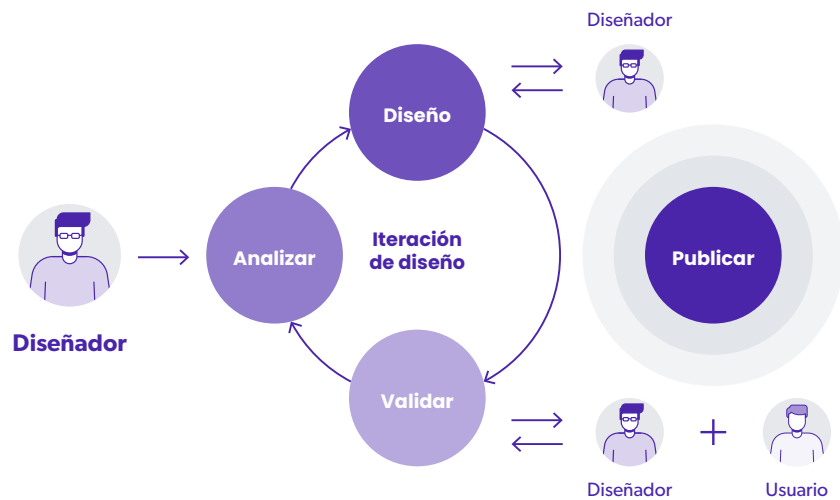 Diseñador
Diseño
Analizar
Iteración
de diseño
Publicar
Diseñador
Validar
Diseñador
Usuario